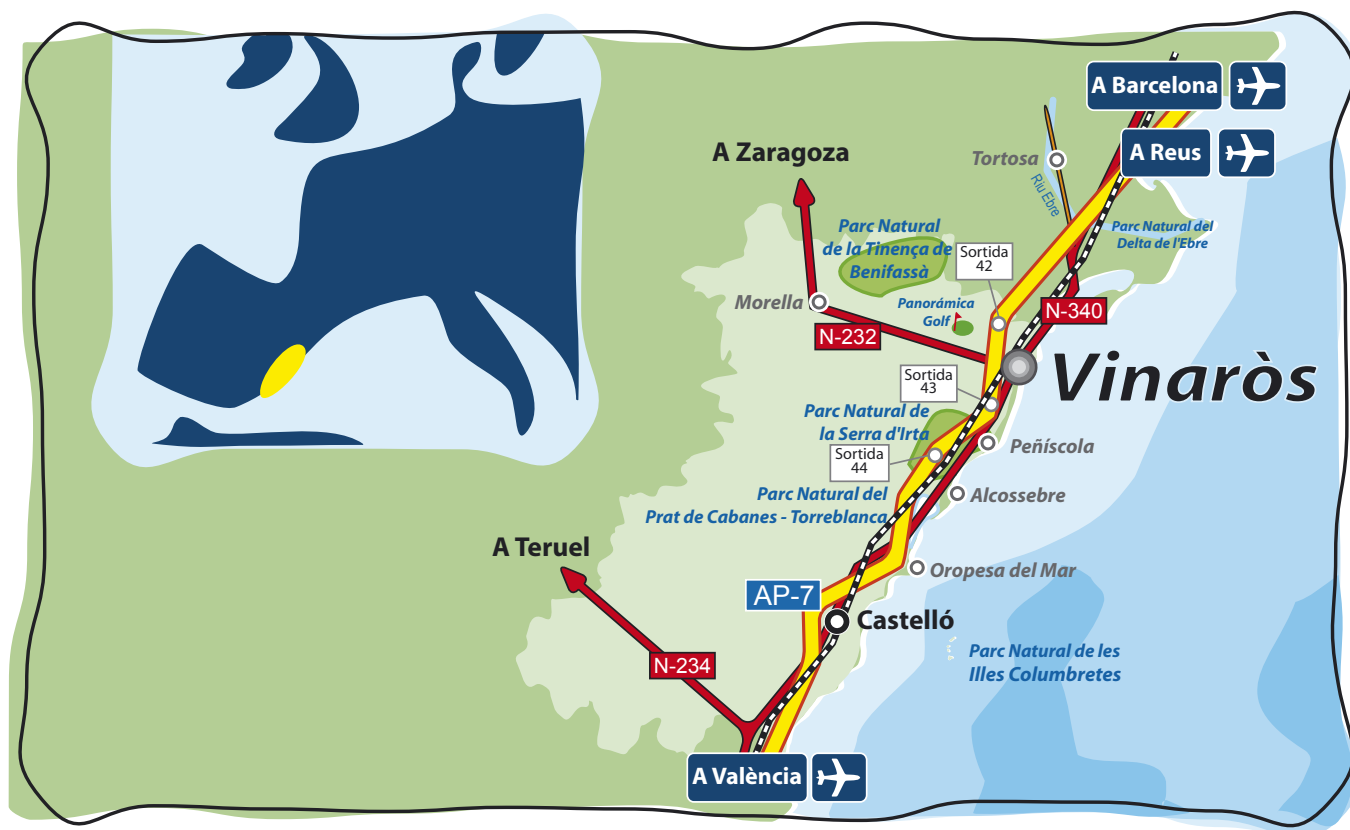 A Barcelona
A Reus
A Zaragoza
Tortosa
Riu Ebre
Parc Natural del
Delta de l'Ebre
Parc Natural
de la Tinença de
Benifassà
Sortida
42
Morella
Panorámica
Golf
N-340
N-232
Vinaròs
Sortida
43
Parc Natural de
la Serra d'Irta
Peñíscola
Sortida
44
Parc Natural del
Prat de Cabanes - Torreblanca
Alcossebre
A Teruel
Oropesa del Mar
AP-7
Castelló
Parc Natural de les
Illes Columbretes
N-234
A València